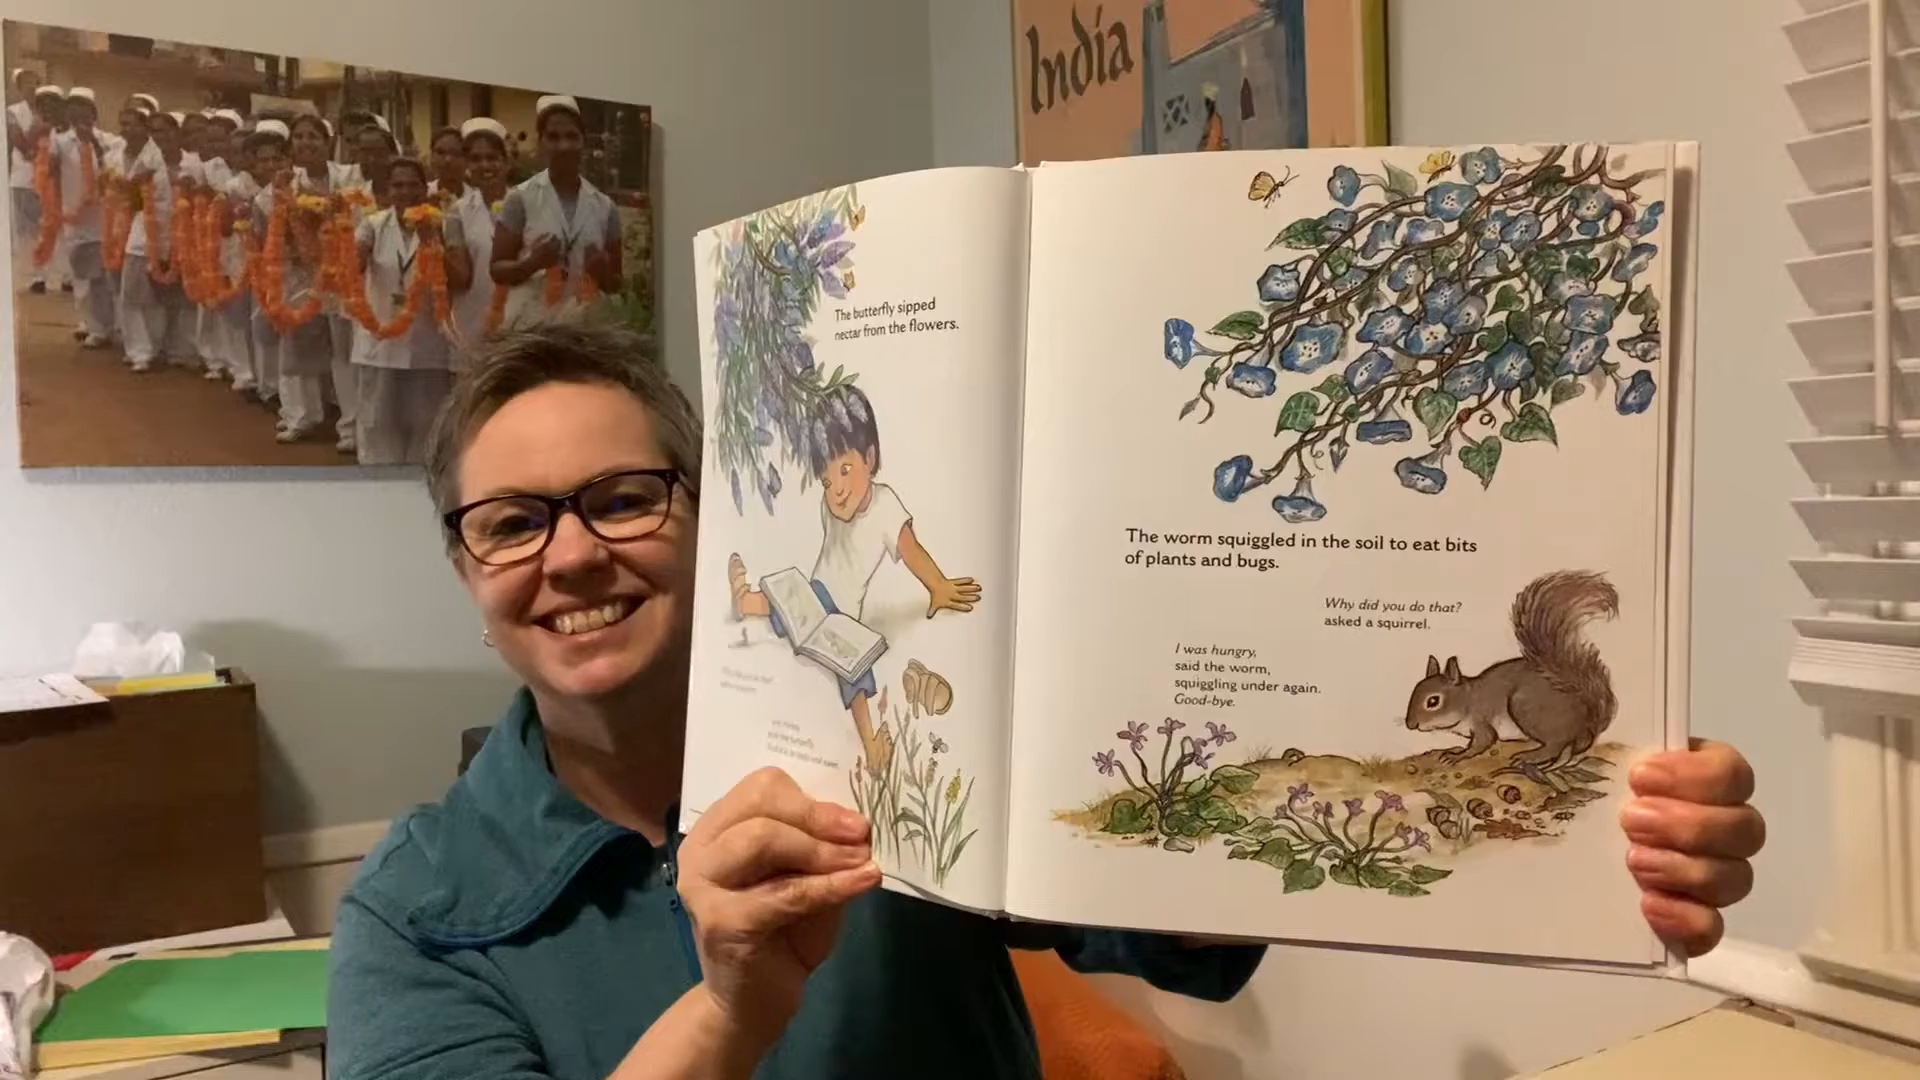 India
The butterfly sipped
nectar from the flowers.
The worm squiggled in the soil to eat bits
of plants and bugs.
Why did you do that?
asked a squirrel.
I was hungry,
said the worm,
squiggling under again.
Good-bye.